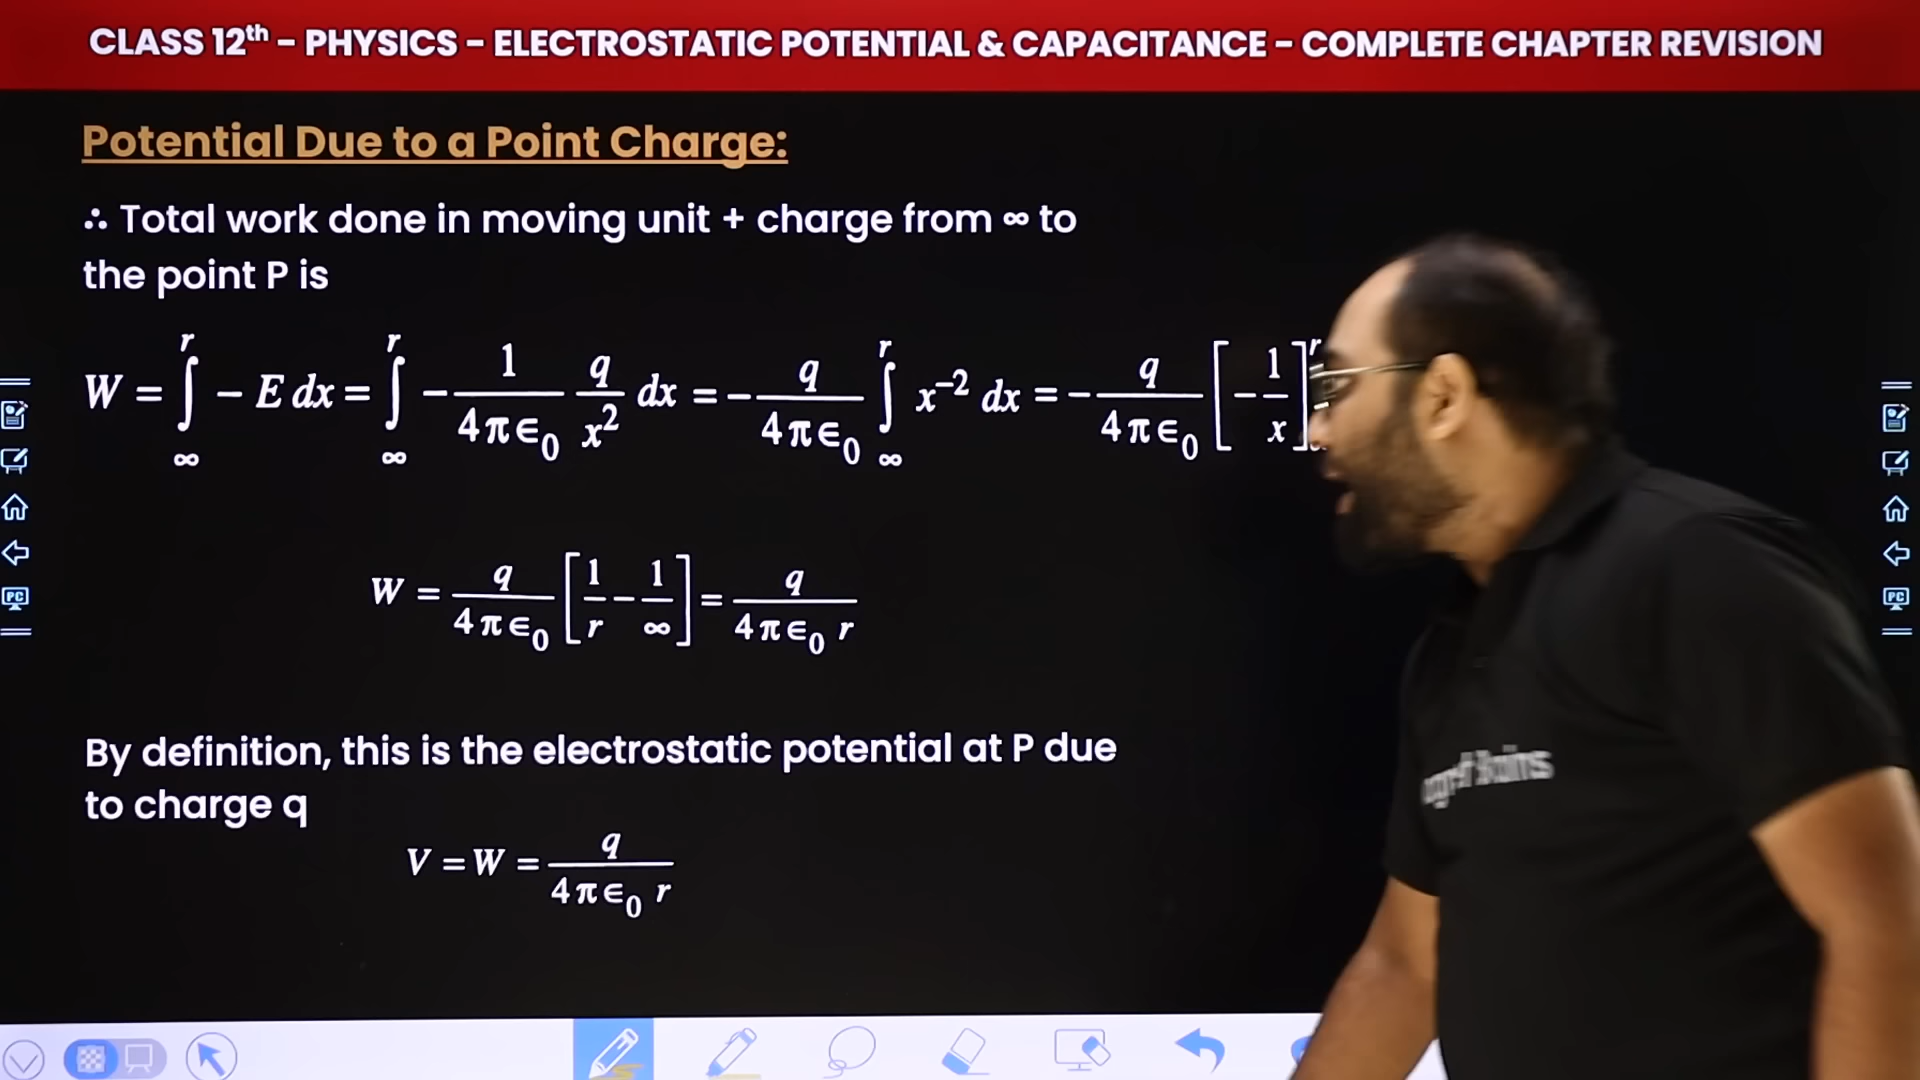 CLASS 12th - PHYSICS - ELECTROSTATIC POTENTIAL & CAPACITANCE - COMPLETE CHAPTER REVISION
Potential Due to a Point Charge:
∴ Total work done in moving unit + charge from ∞ to
the point P is
W = ∫_∞^r - E dx = ∫_∞^r - 1/(4πϵ₀) q/x² dx = - q/(4πϵ₀) ∫_∞^r x⁻² dx = - q/(4πϵ₀) [-1/x]^r
W = q/(4πϵ₀) [1/r - 1/∞] = q/(4πϵ₀ r)
By definition, this is the electrostatic potential at P due
to charge q
V = W = q/(4πϵ₀ r)
PC
PC